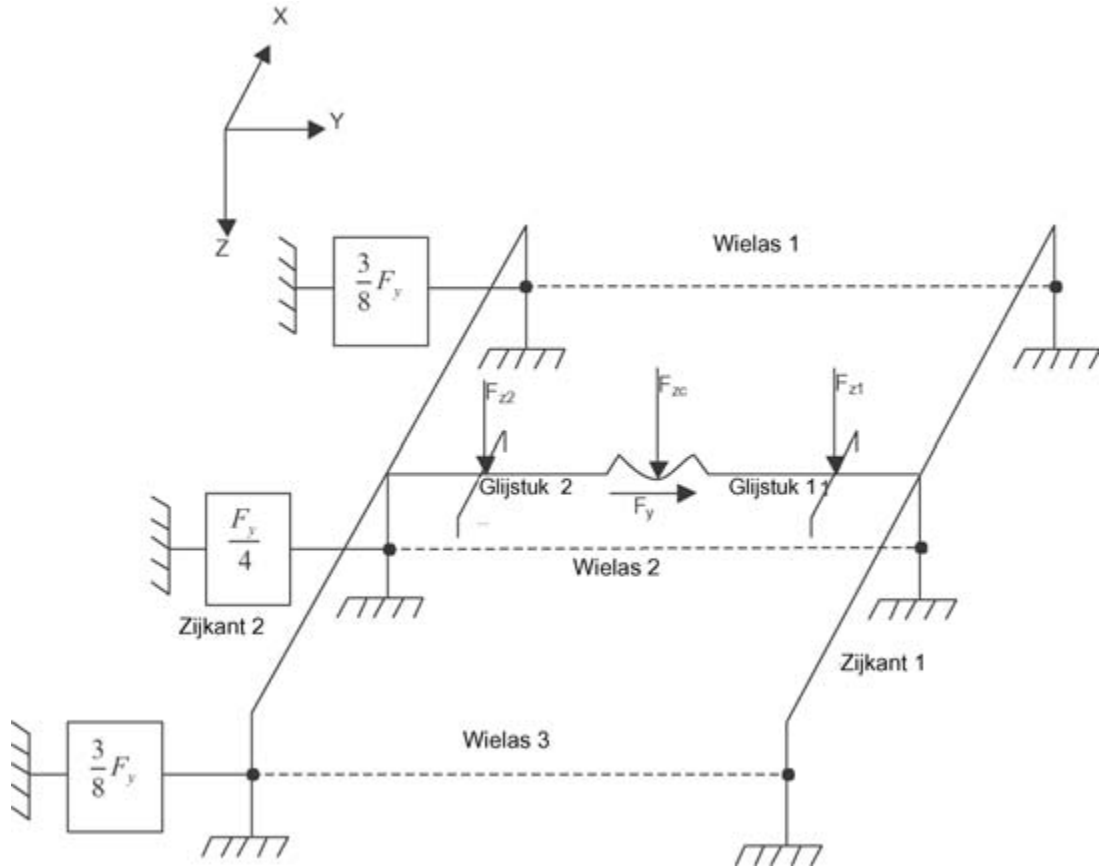 X
Y
Z
Wielas 1
3/8 F_y
F_z2
F_zc
F_z1
Glijstuk 2
Glijstuk 1 1
F_y
F_y/4
Wielas 2
Zijkant 2
Zijkant 1
Wielas 3
3/8 F_y